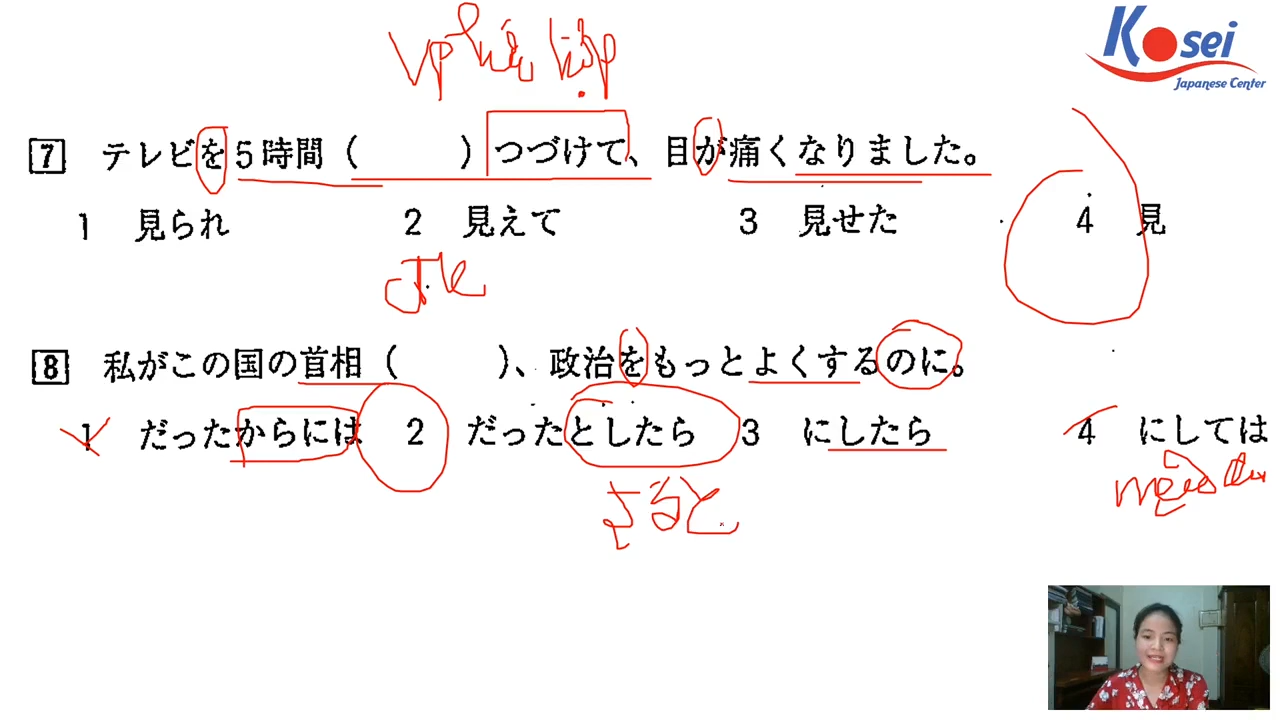 Kosei
Japanese Center
7 テレビを5時間( )つづけて、目が痛くなりました。
1 見られ 2 見えて 3 見せた 4 見
8 私がこの国の首相( )、政治をもっとよくするのに。
1 だったからには 2 だったとしたら 3 にしたら 4 にしては